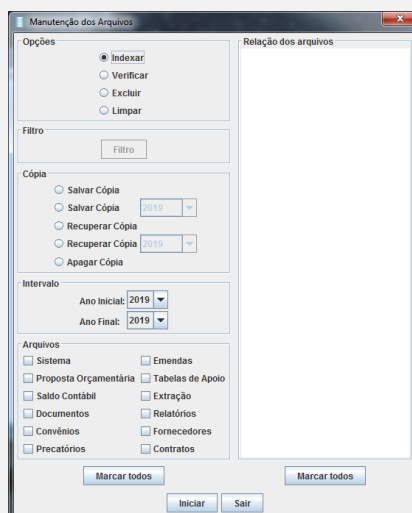 Manutenção dos Arquivos
Opções
Indexar
Verificar
Excluir
Limpar
Filtro
Filtro
Cópia
Salvar Cópia
Salvar Cópia 2019
Recuperar Cópia
Recuperar Cópia 2019
Apagar Cópia
Intervalo
Ano Inicial: 2019
Ano Final: 2019
Arquivos
Sistema Emendas
Proposta Orçamentária Tabelas de Apoio
Saldo Contábil Extração
Documentos Relatórios
Convênios Fornecedores
Precatórios Contratos
Marcar todos
Relação dos arquivos
Marcar todos
Iniciar Sair